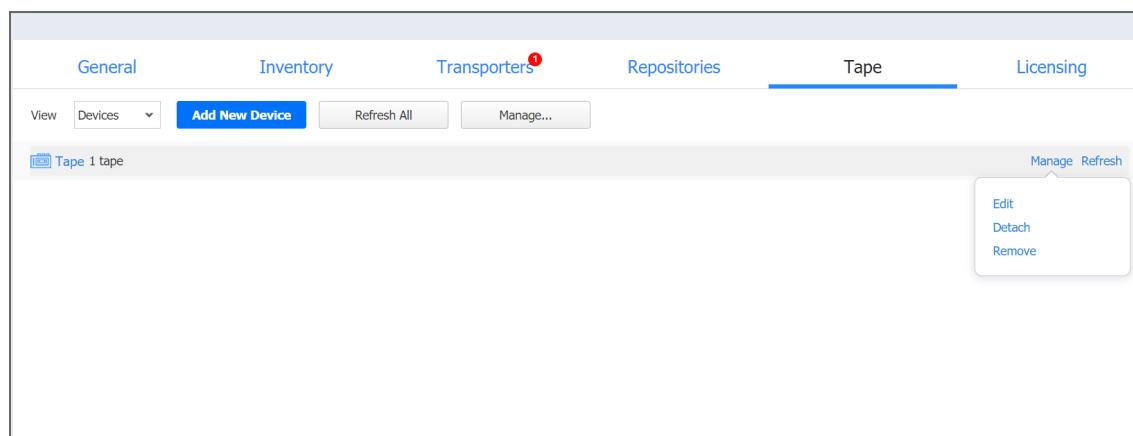 General Inventory Transporters 1 Repositories Tape Licensing
View Devices Add New Device Refresh All Manage...
Tape 1 tape Manage Refresh
Edit
Detach
Remove